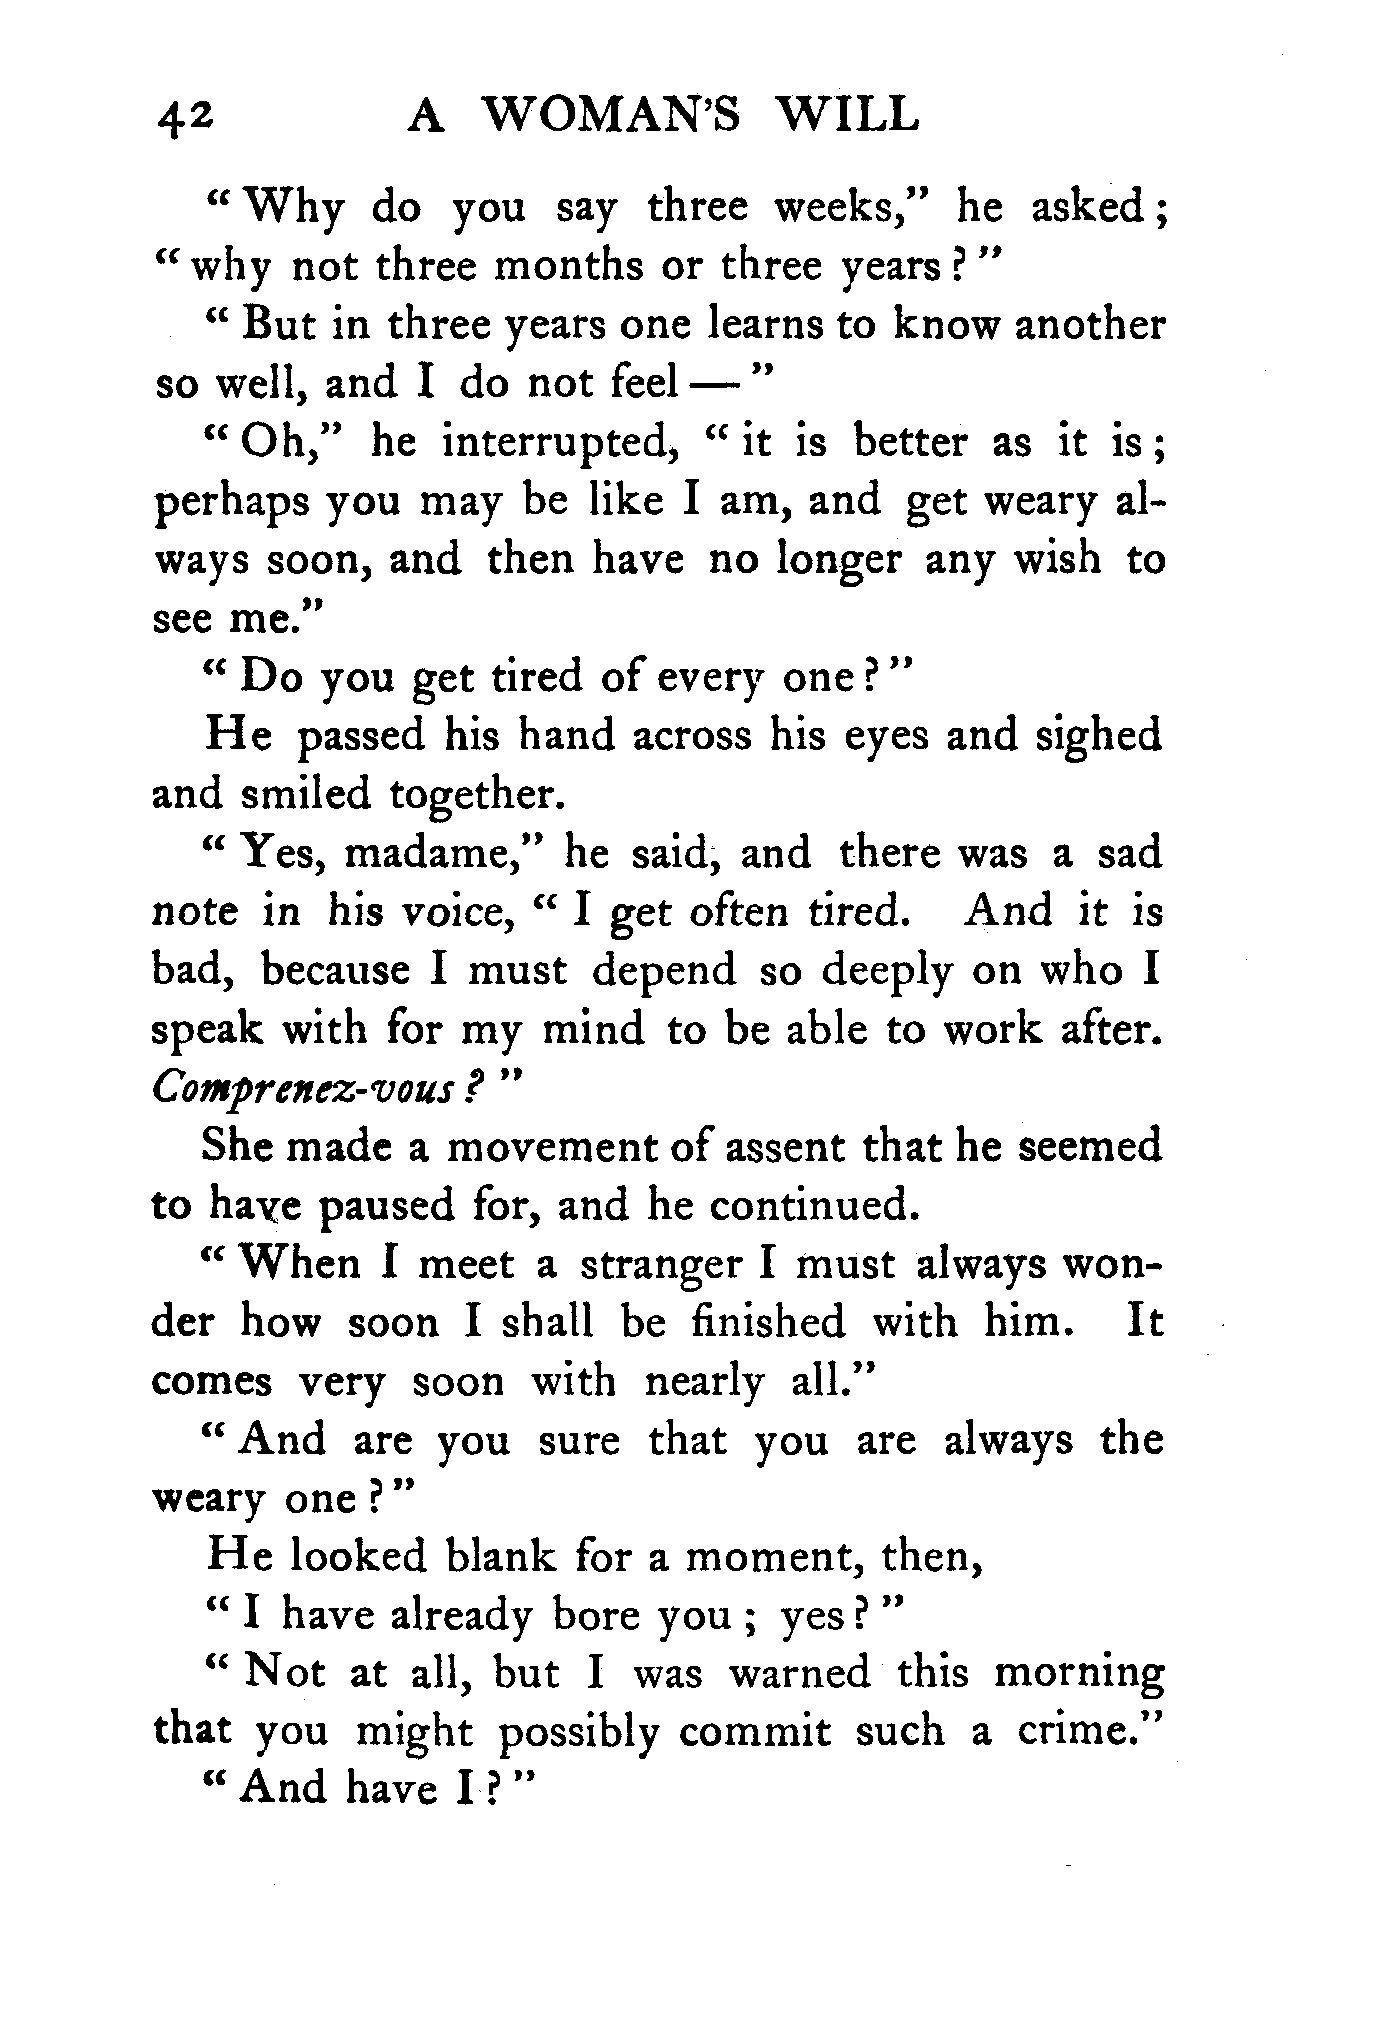 42 A WOMAN'S WILL
“Why do you say three weeks,” he asked;
“why not three months or three years?”
“But in three years one learns to know another
so well, and I do not feel—”
“Oh,” he interrupted, “it is better as it is;
perhaps you may be like I am, and get weary al-
ways soon, and then have no longer any wish to
see me.”
“Do you get tired of every one?”
He passed his hand across his eyes and sighed
and smiled together.
“Yes, madame,” he said, and there was a sad
note in his voice, “I get often tired. And it is
bad, because I must depend so deeply on who I
speak with for my mind to be able to work after.
Comprenez-vous?”
She made a movement of assent that he seemed
to have paused for, and he continued.
“When I meet a stranger I must always won-
der how soon I shall be finished with him. It
comes very soon with nearly all.”
“And are you sure that you are always the
weary one?”
He looked blank for a moment, then,
“I have already bore you; yes?”
“Not at all, but I was warned this morning
that you might possibly commit such a crime.”
“And have I?”